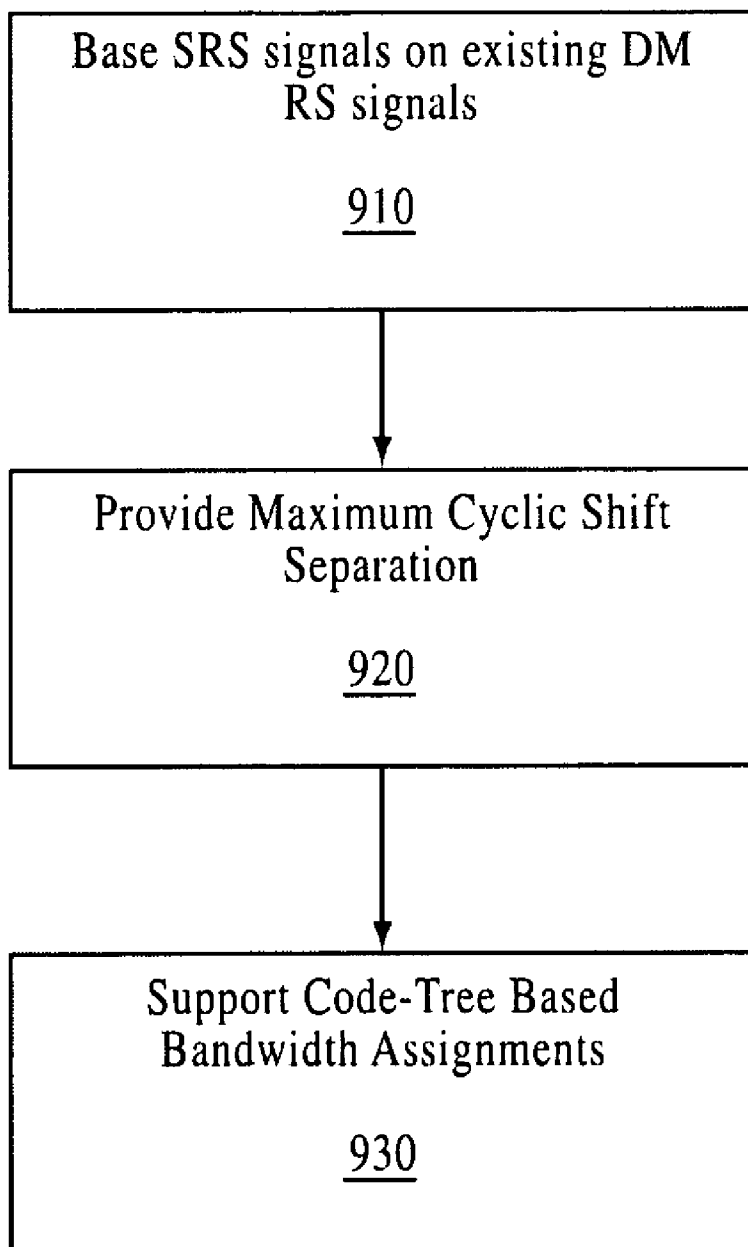 Base SRS signals on existing DM
RS signals
910
Provide Maximum Cyclic Shift
Separation
920
Support Code-Tree Based
Bandwidth Assignments
930